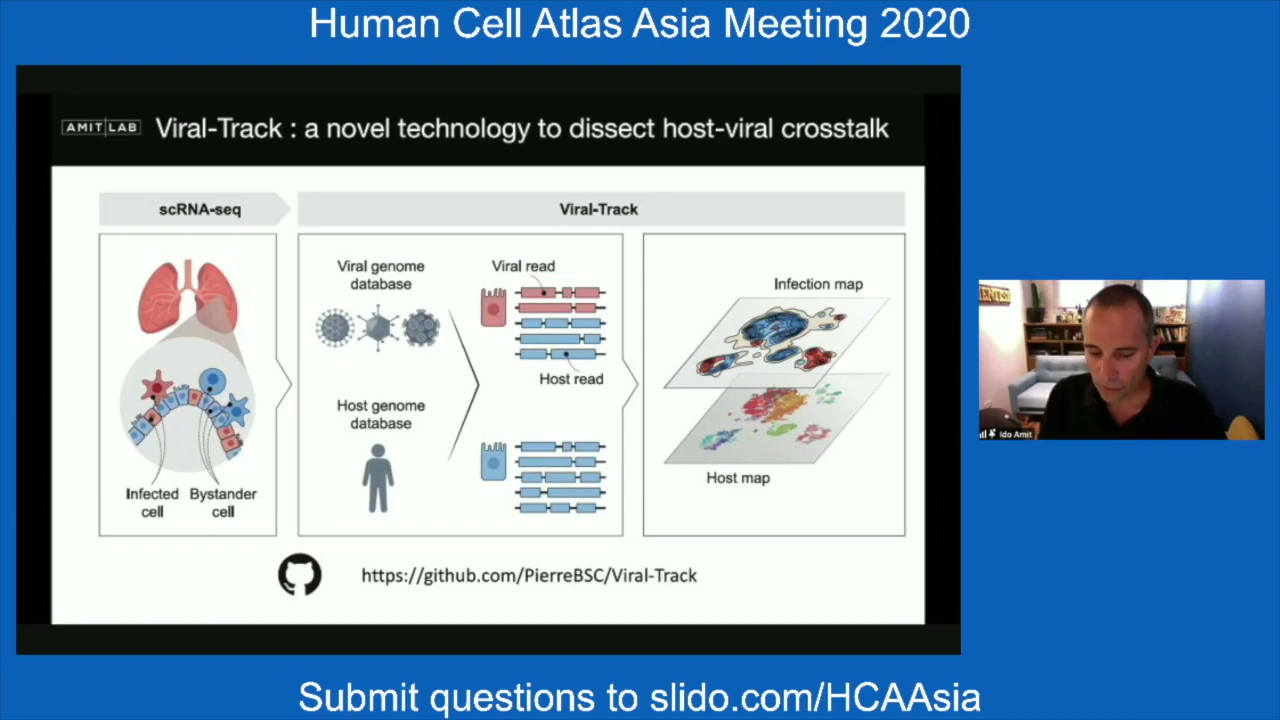 Human Cell Atlas Asia Meeting 2020
AMIT LAB
Viral-Track : a novel technology to dissect host-viral crosstalk
scRNA-seq
Viral-Track
Infected
cell
Bystander
cell
Viral genome
database
Host genome
database
Viral read
Host read
Infection map
Host map
https://github.com/PierreBSC/Viral-Track
Ido Amit
Submit questions to slido.com/HCAAsia